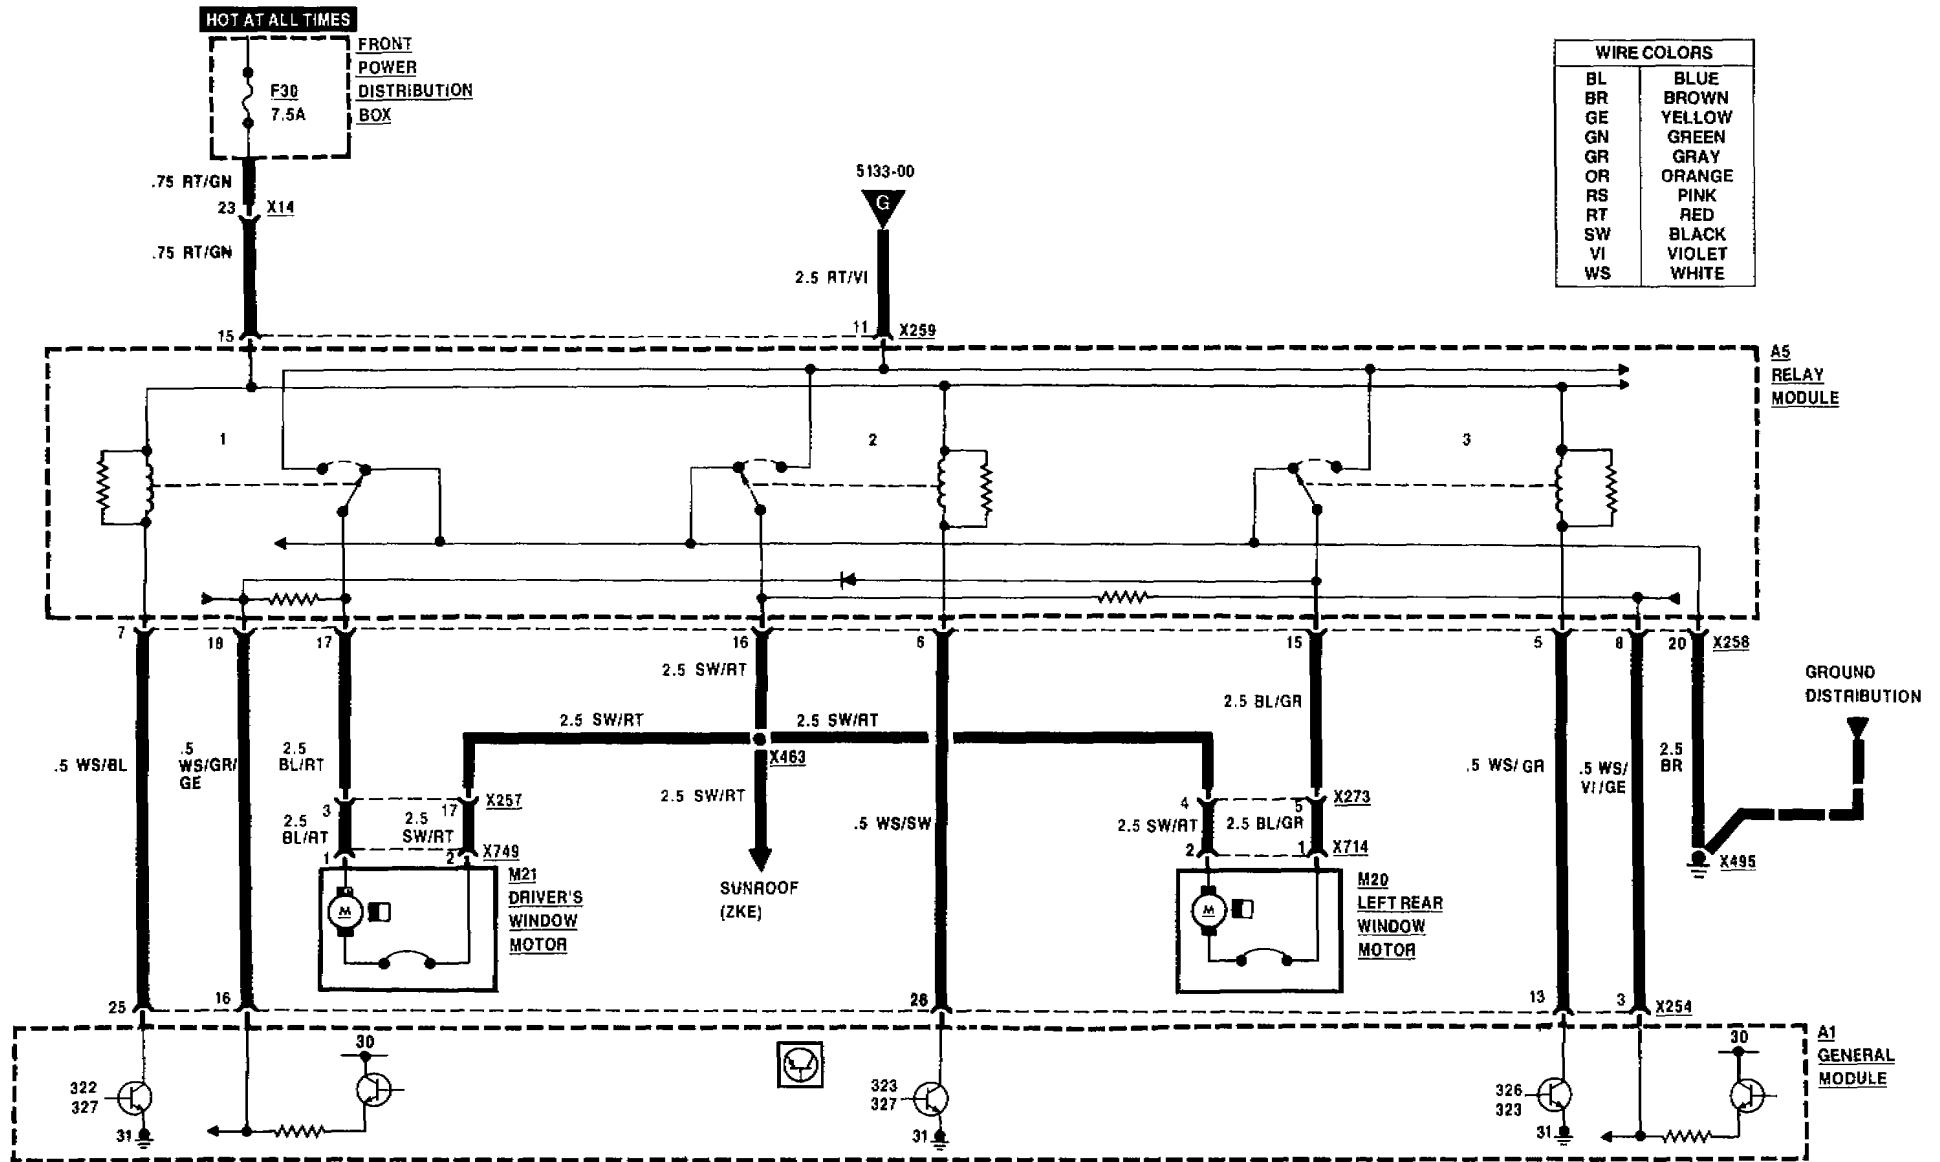 HOT AT ALL TIMES
FRONT
POWER
DISTRIBUTION
BOX
F30
7.5A
WIRE COLORS
BL BLUE
BR BROWN
GE YELLOW
GN GREEN
GR GRAY
OR ORANGE
RS PINK
RT RED
SW BLACK
VI VIOLET
WS WHITE
.75 RT/GN
23 X14
.75 RT/GN
5133-00
G
2.5 RT/VI
15
11 X259
A5
RELAY
MODULE
1
2
3
7
19
17
16
6
15
5
8
20 X258
2.5 SW/RT
2.5 BL/GR
GROUND
DISTRIBUTION
2.5 SW/RT
2.5 SW/RT
X463
.5 WS/BL
.5
WS/GR/
GE
2.5
BL/RT
2.5 SW/RT
.5 WS/SW
.5 WS/GR
.5 WS/
VI/GE
2.5
BR
3
17 X257
4
5 X273
2.5
BL/RT
2.5
SW/RT
2.5 SW/RT
2.5 BL/GR
1
2 X749
2
1 X714
X495
M21
DRIVER'S
WINDOW
MOTOR
M
SUNROOF
(ZKE)
M20
LEFT REAR
WINDOW
MOTOR
M
25
16
26
13
3 X254
A1
GENERAL
MODULE
30
30
322
327
323
327
326
323
31
31
31